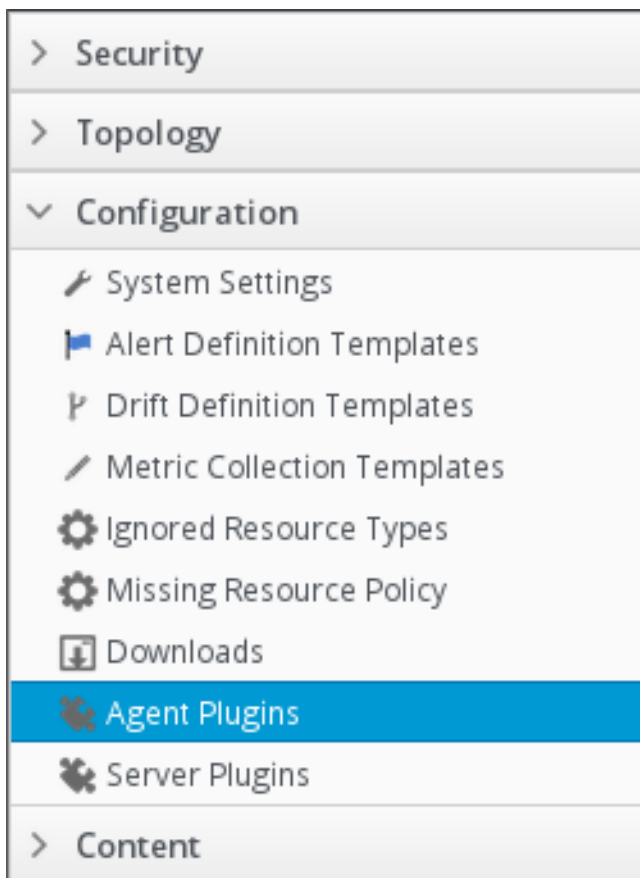 Security
Topology
Configuration
System Settings
Alert Definition Templates
Drift Definition Templates
Metric Collection Templates
Ignored Resource Types
Missing Resource Policy
Downloads
Agent Plugins
Server Plugins
Content